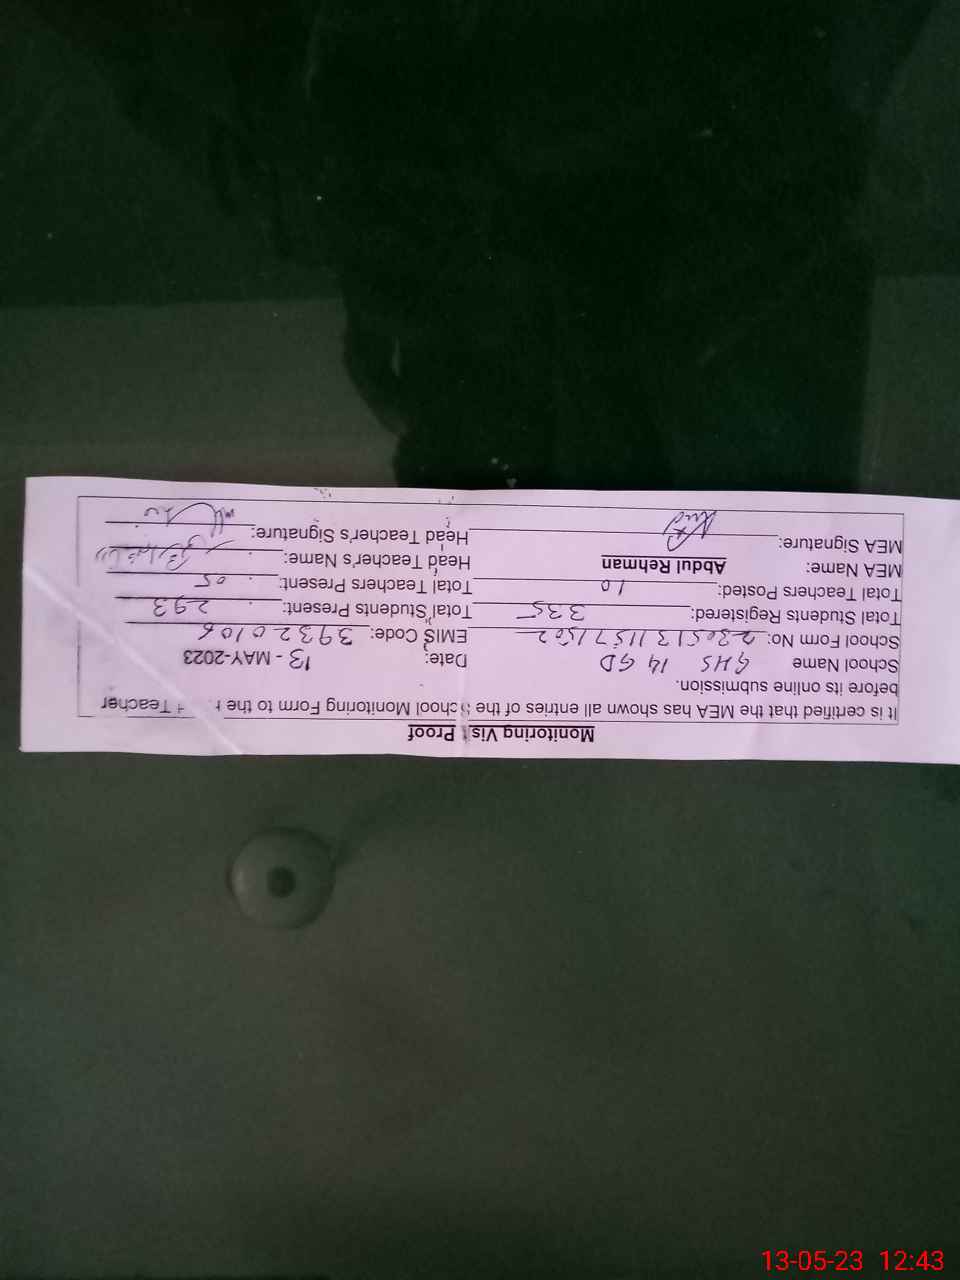 Monitoring Visit Proof
It is certified that the MEA has shown all entries of the School Monitoring Form to the Teacher
before its online submission.
School Name GHS 14 GD Date: 13 - MAY-2023
School Form No: 23051311571502 EMIS Code: 39320106
Total Students Registered: 335 Total Students Present: 293
Total Teachers Posted: 10 Total Teachers Present: 05
MEA Name: Abdul Rehman Head Teacher's Name:
MEA Signature: Head Teacher's Signature:
13-05-23 12:43